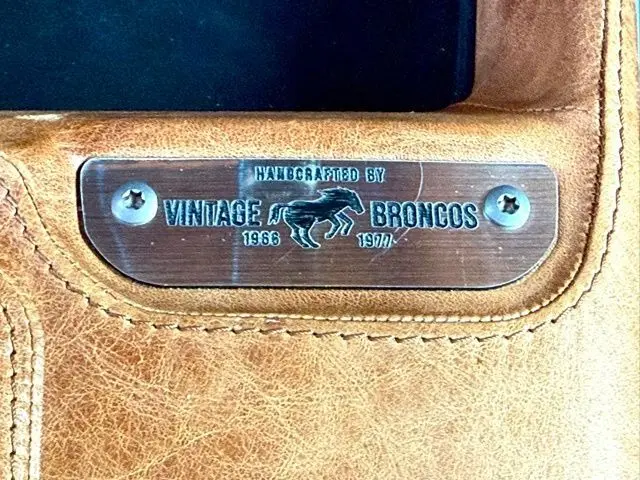 HANDCRAFTED BY
VINTAGE BRONCOS
1966 1977